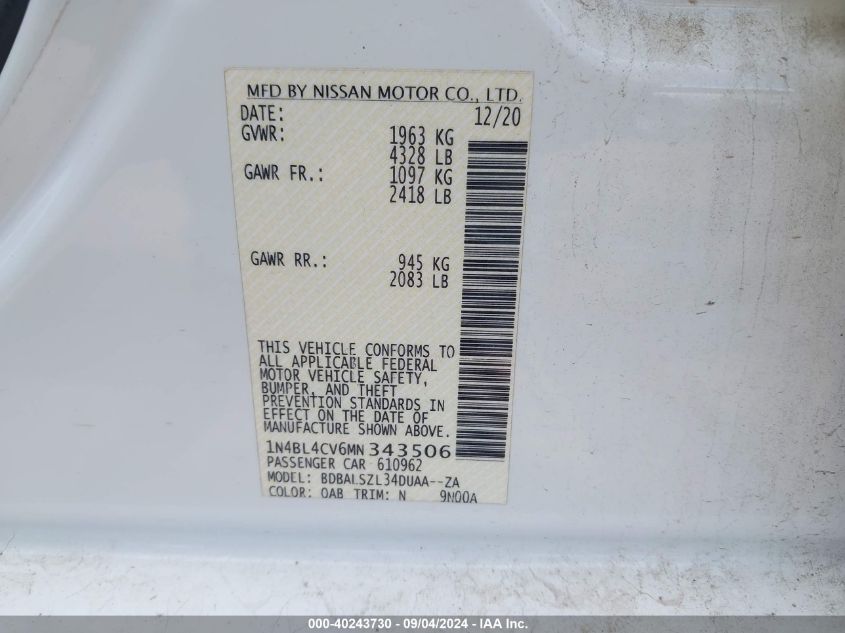 MFD BY NISSAN MOTOR CO., LTD.
DATE: 12/20
GVWR: 1963 KG
4328 LB
GAWR FR.: 1097 KG
2418 LB
GAWR RR.: 945 KG
2083 LB
THIS VEHICLE CONFORMS TO
ALL APPLICABLE FEDERAL
MOTOR VEHICLE SAFETY,
BUMPER, AND THEFT
PREVENTION STANDARDS IN
EFFECT ON THE DATE OF
MANUFACTURE SHOWN ABOVE.
1N4BL4CV6MN343506
PASSENGER CAR 610962
MODEL: BDBALSZL34DUAA--ZA
COLOR: QAB TRIM: N 9N00A
000-40243730 - 09/04/2024 - IAA Inc.